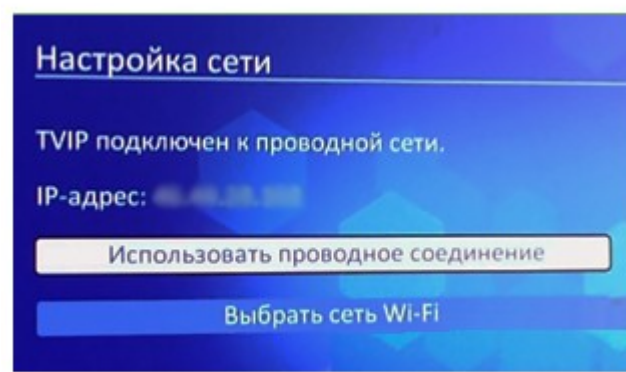 Настройка сети
TVIP подключен к проводной сети.
IP-адрес:
Использовать проводное соединение
Выбрать сеть Wi-Fi